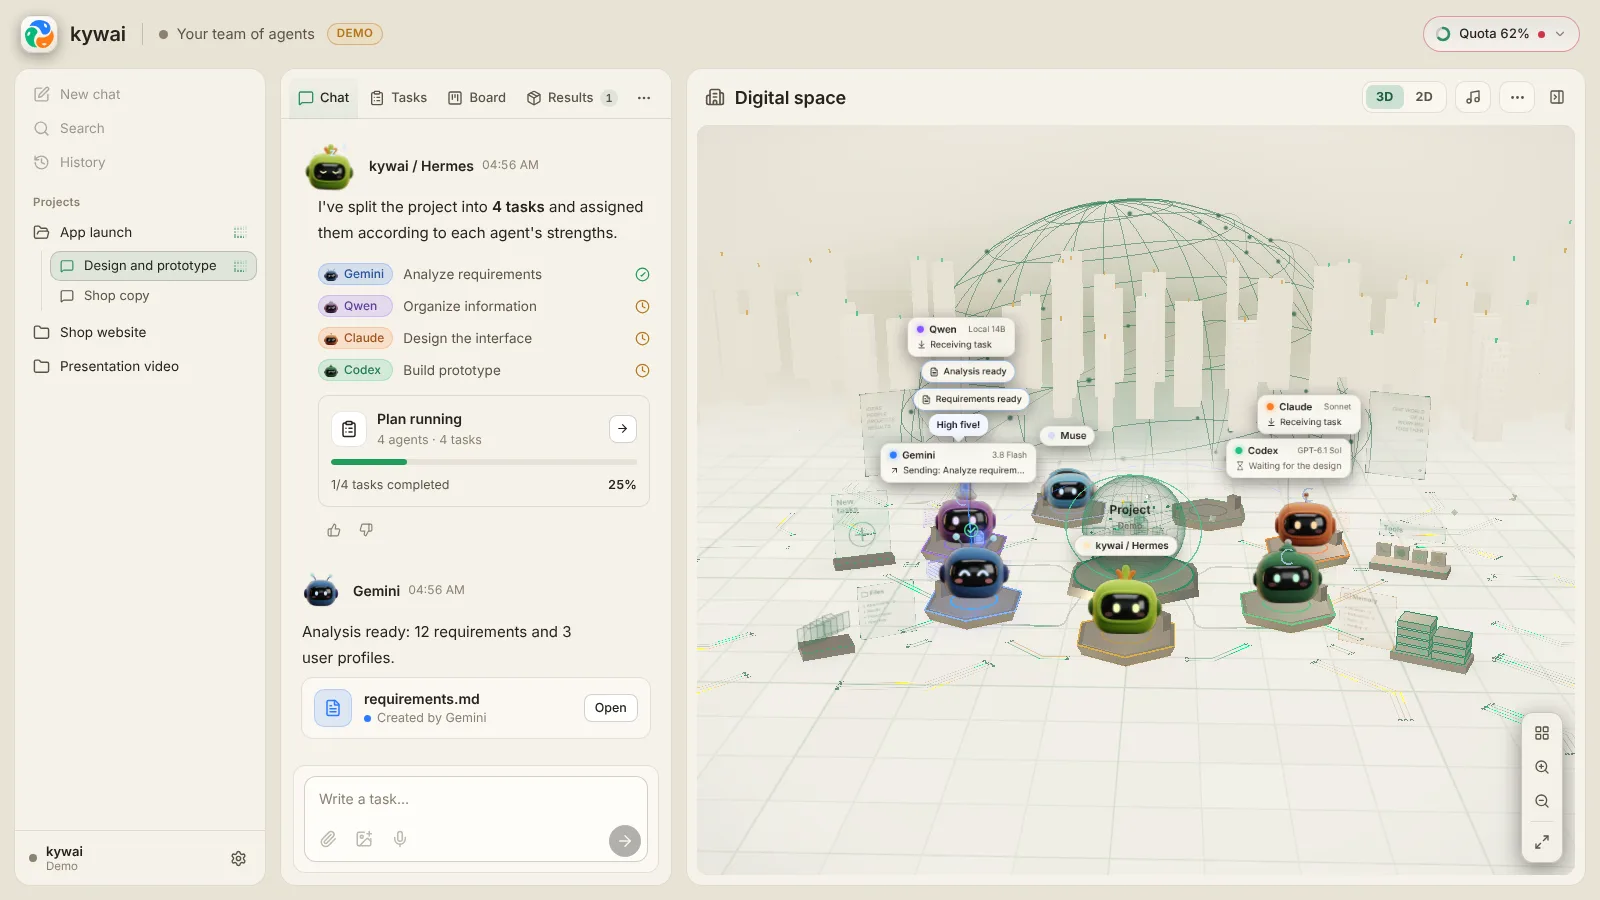 kywai
Your team of agents
DEMO
Quota 62%
New chat
Search
History
Projects
App launch
Design and prototype
Shop copy
Shop website
Presentation video
kywai
Demo
Chat
Tasks
Board
Results 1
kywai / Hermes 04:56 AM
I've split the project into 4 tasks and assigned
them according to each agent's strengths.
Gemini Analyze requirements
Qwen Organize information
Claude Design the interface
Codex Build prototype
Plan running
4 agents · 4 tasks
1/4 tasks completed 25%
Gemini 04:56 AM
Analysis ready: 12 requirements and 3
user profiles.
requirements.md
Created by Gemini
Open
Write a task...
Digital space
3D 2D
Qwen Local 14B
Receiving task
Analysis ready
Requirements ready
High five!
Muse
Gemini 3.8 Flash
Sending: Analyze requirem...
Claude Sonnet
Receiving task
Codex GPT-6.1 Sol
Waiting for the design
Project
Demo
kywai / Hermes
New
Tools
Files
Memory